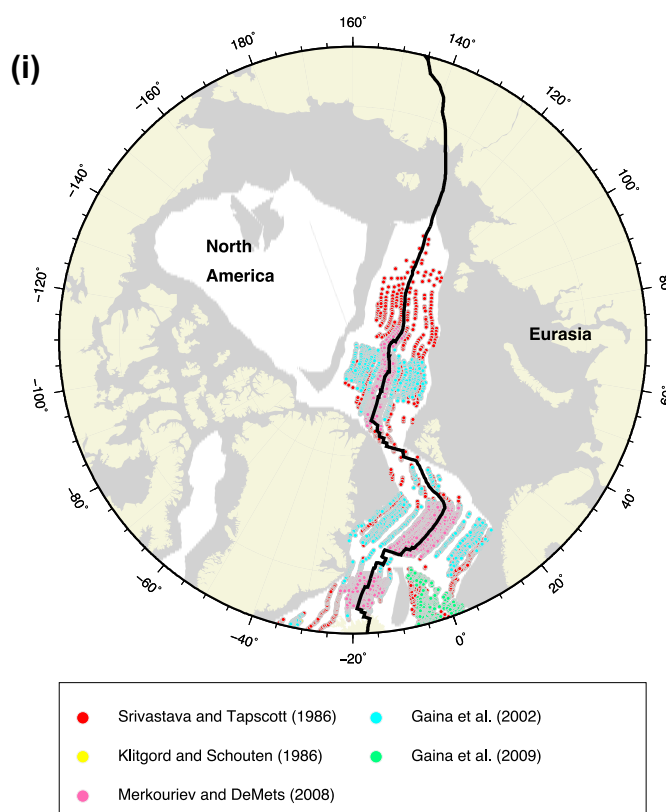 (i)
160˚
180˚
140˚
−160˚
120˚
−140˚
100˚
−120˚
80
−100˚
60˚
−80˚
40˚
−60˚
20˚
−40˚
0˚
−20˚
North
America
Eurasia
Srivastava and Tapscott (1986)
Gaina et al. (2002)
Klitgord and Schouten (1986)
Gaina et al. (2009)
Merkouriev and DeMets (2008)